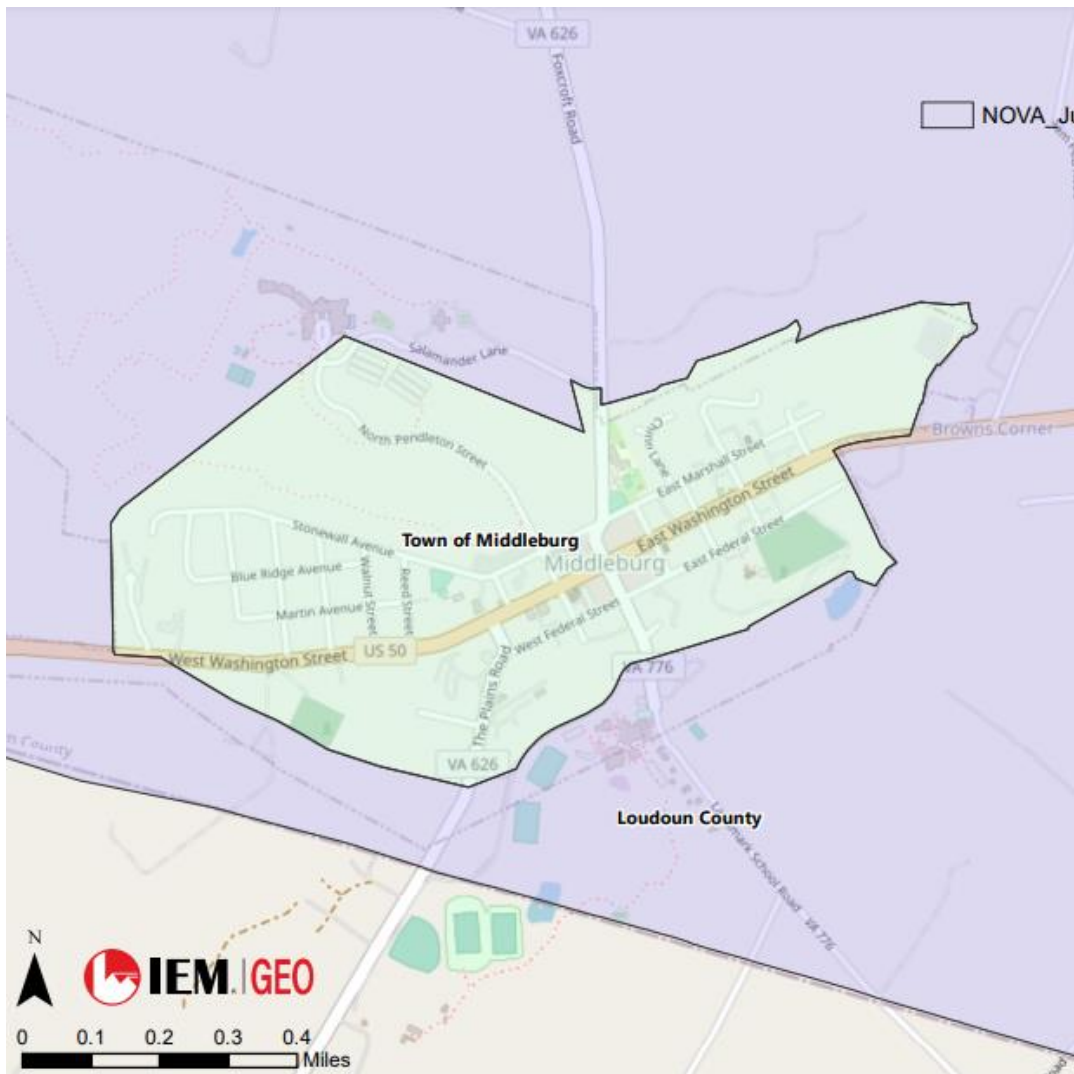 VA 626
Foxcroft Road
NOVA_Ju
Salamander Lane
North Pendleton Street
Chinn Lane
East Marshall Street
Browns Corner
East Washington Street
Stonewall Avenue
Town of Middleburg
Middleburg
East Federal Street
Blue Ridge Avenue
Walnut Street
Reed Street
Martin Avenue
West Federal Street
West Washington Street
US 50
The Plains Road
VA 776
County
VA 626
Loudoun County
School Road - VA 776
N
IEM.|GEO
0 0.1 0.2 0.3 0.4
Miles
Road